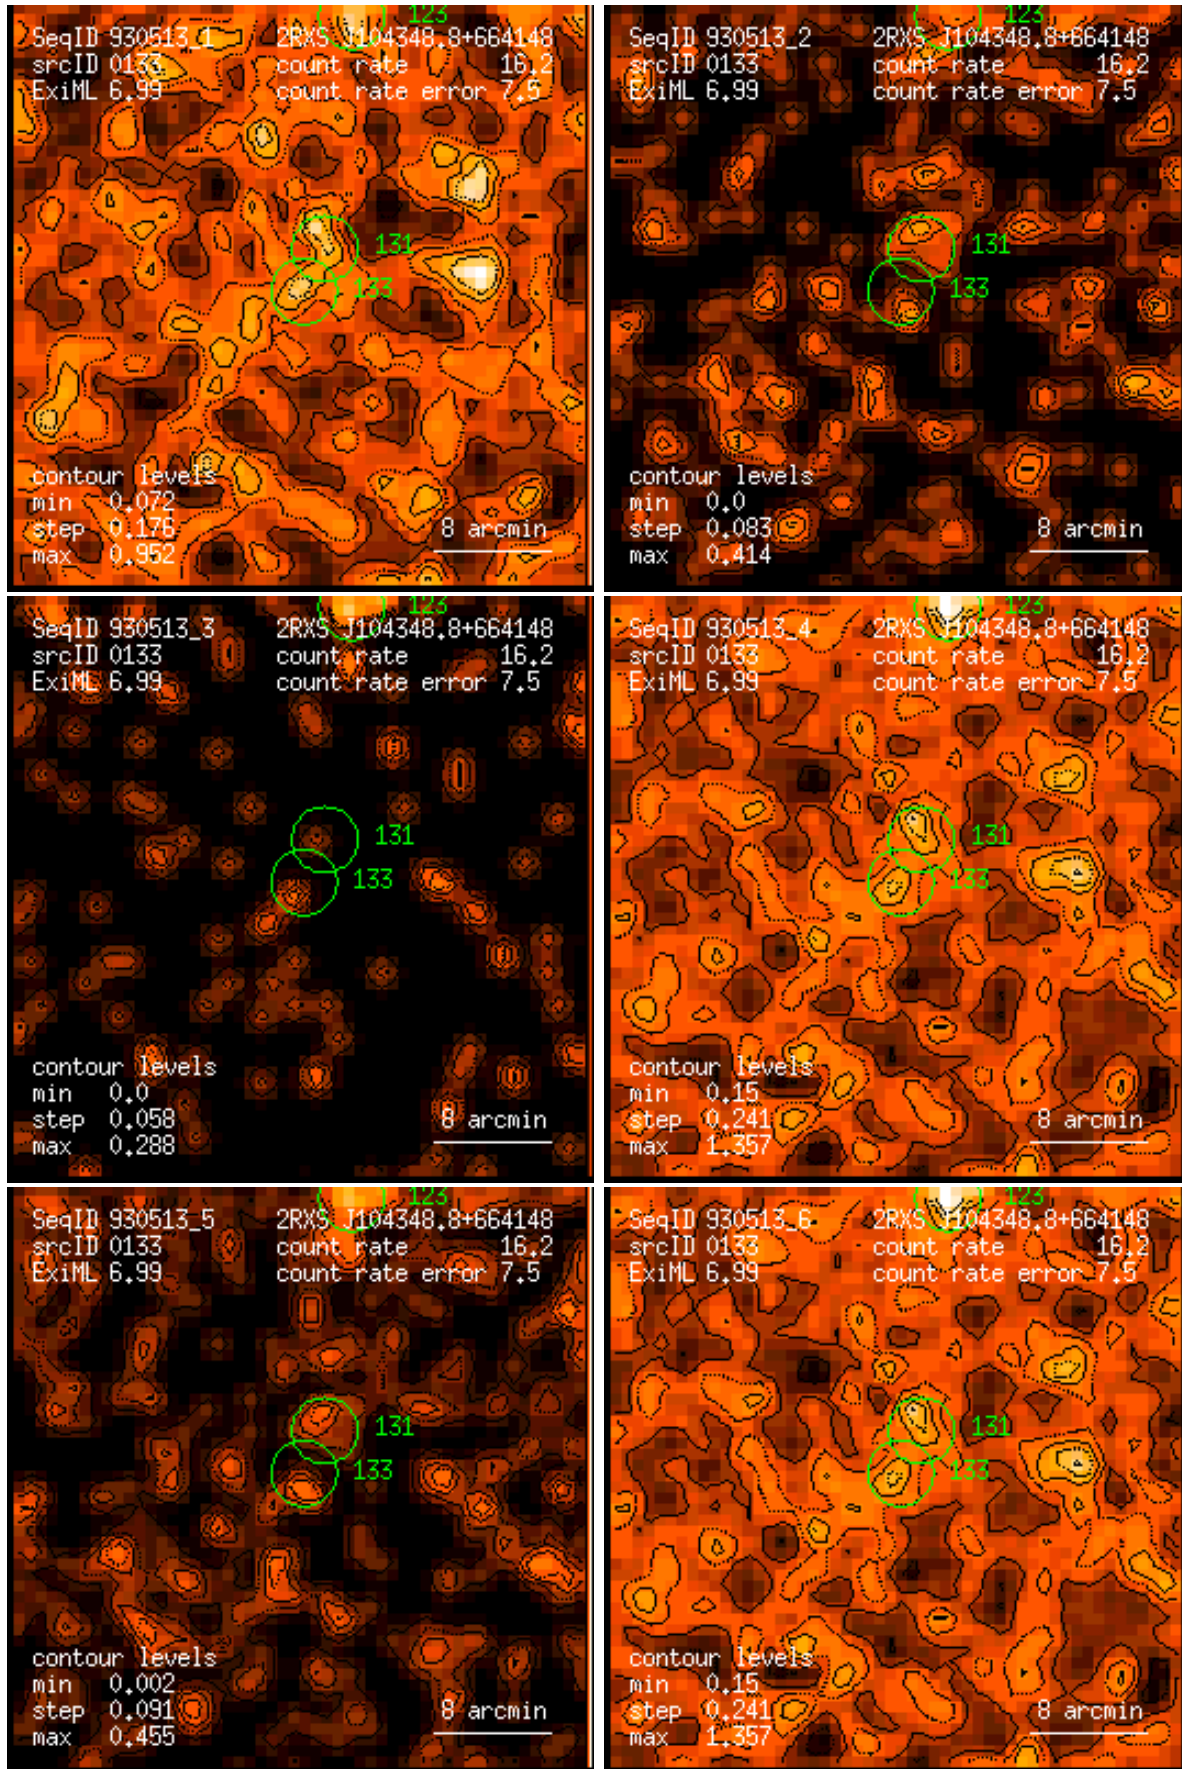 123
SeqID 930513_1 2RXS J104348.8+664148
srcID 0133 count rate 16.2
ExiML 6.99 count rate error 7.5
131
133
contour levels
min 0.072
step 0.176
max 0.952
8 arcmin
123
SeqID 930513_2 2RXS J104348.8+664148
srcID 0133 count rate 16.2
ExiML 6.99 count rate error 7.5
131
133
contour levels
min 0.0
step 0.083
max 0.414
8 arcmin
123
SeqID 930513_3 2RXS J104348.8+664148
srcID 0133 count rate 16.2
ExiML 6.99 count rate error 7.5
131
133
contour levels
min 0.0
step 0.058
max 0.288
8 arcmin
123
SeqID 930513_4 2RXS J104348.8+664148
srcID 0133 count rate 16.2
ExiML 6.99 count rate error 7.5
131
133
contour levels
min 0.15
step 0.241
max 1.357
8 arcmin
123
SeqID 930513_5 2RXS J104348.8+664148
srcID 0133 count rate 16.2
ExiML 6.99 count rate error 7.5
131
133
contour levels
min 0.002
step 0.091
max 0.455
8 arcmin
123
SeqID 930513_6 2RXS J104348.8+664148
srcID 0133 count rate 16.2
ExiML 6.99 count rate error 7.5
131
133
contour levels
min 0.15
step 0.241
max 1.357
8 arcmin